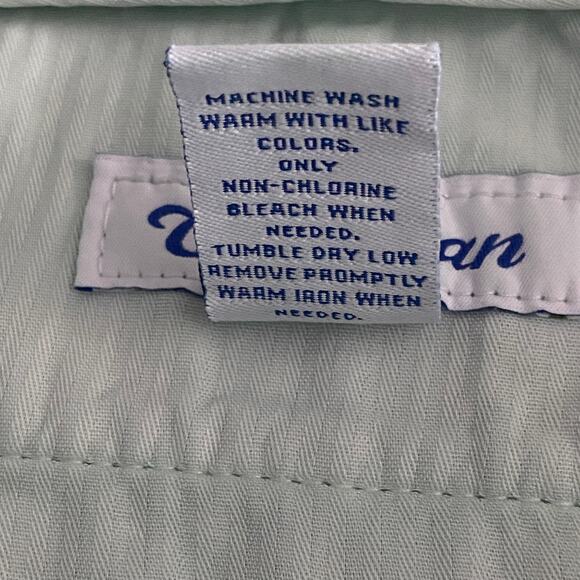 MACHINE WASH
WARM WITH LIKE
COLORS.
ONLY
NON-CHLORINE
BLEACH WHEN
NEEDED.
TUMBLE DRY LOW
REMOVE PROMPTLY
WARM IRON WHEN
NEEDED.